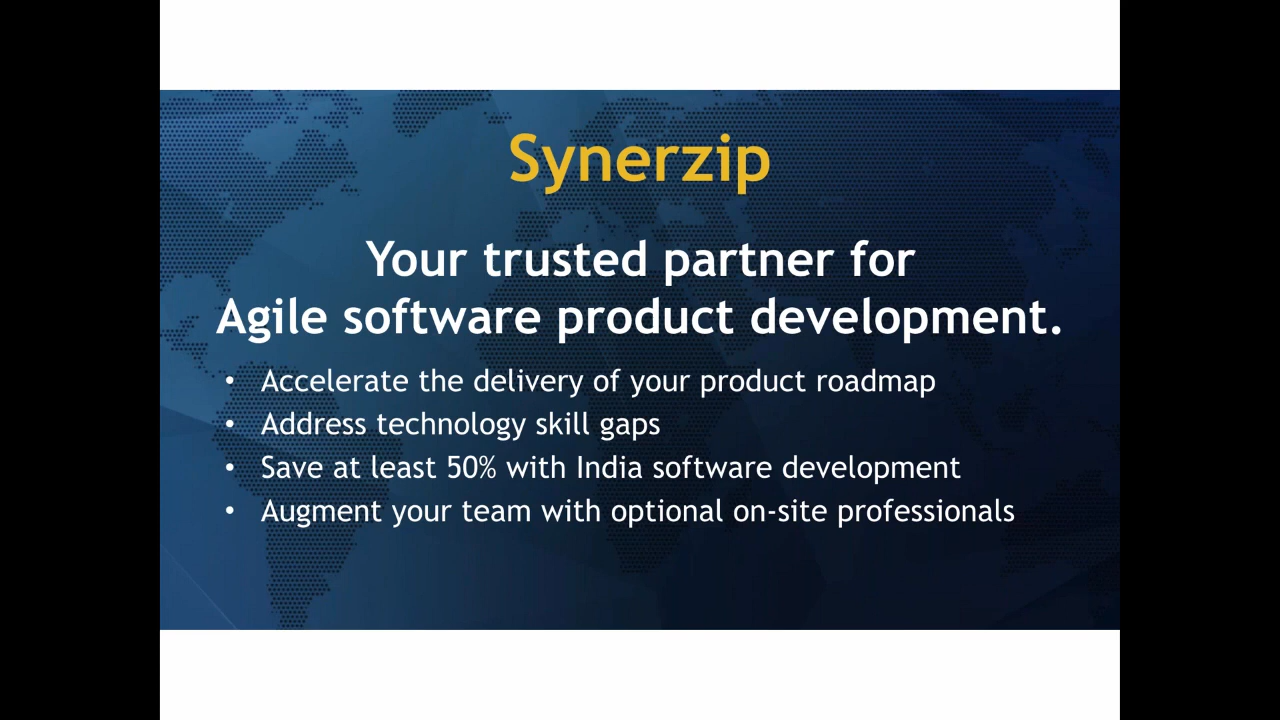 Synerzip
Your trusted partner for
Agile software product development.
• Accelerate the delivery of your product roadmap
• Address technology skill gaps
• Save at least 50% with India software development
• Augment your team with optional on-site professionals